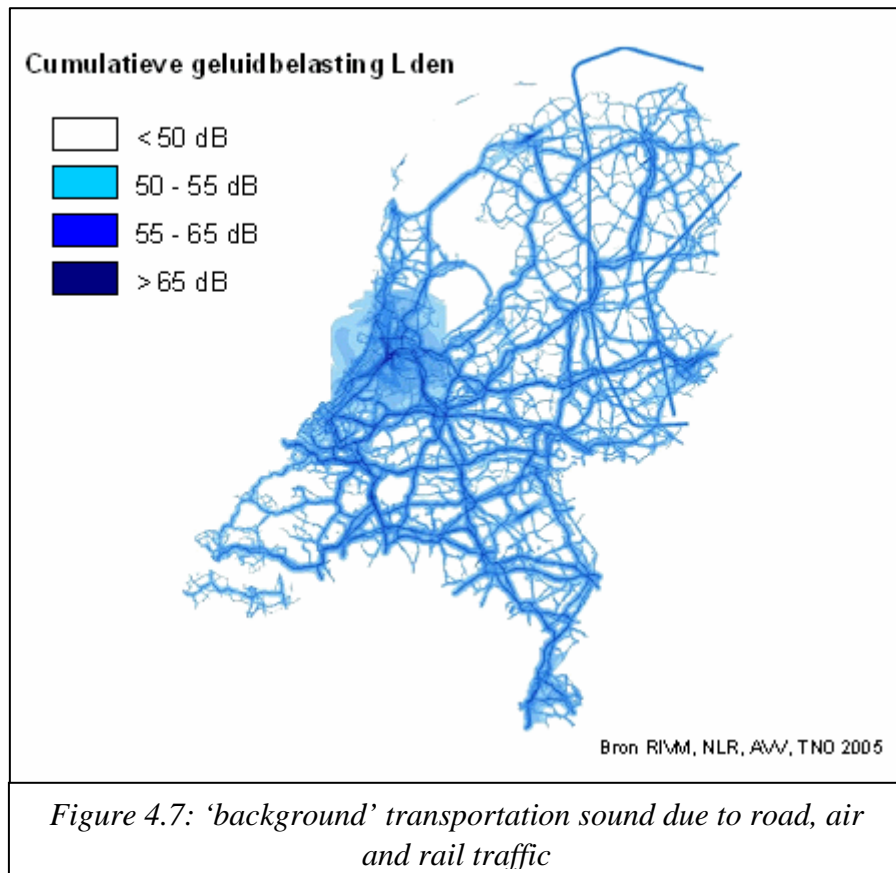 Cumulatieve geluidbelasting Lden
< 50 dB
50 - 55 dB
55 - 65 dB
> 65 dB
Bron RIVM, NLR, AVV, TNO 2005
Figure 4.7: ‘background’ transportation sound due to road, air
and rail traffic